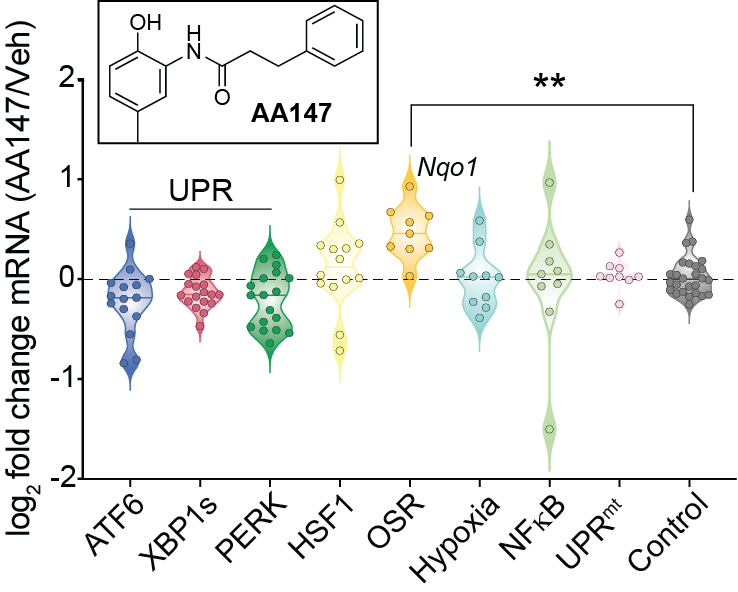 OH
H
N
O
AA147
log2 fold change mRNA (AA147/Veh)
2
1
0
-1
-2
UPR
**
Nqo1
ATF6
XBP1s
PERK
HSF1
OSR
Hypoxia
NFκB
UPRmt
Control